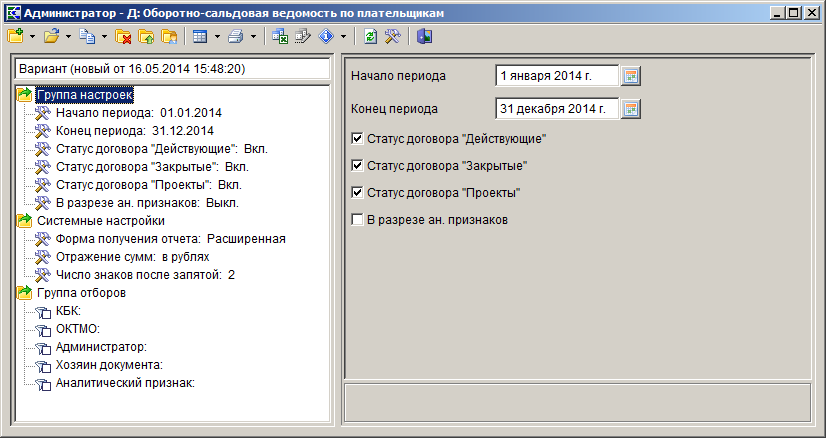 Администратор - Д: Оборотно-сальдовая ведомость по плательщикам
Вариант (новый от 16.05.2014 15:48:20)
Группа настроек
Начало периода: 01.01.2014
Конец периода: 31.12.2014
Статус договора "Действующие": Вкл.
Статус договора "Закрытые": Вкл.
Статус договора "Проекты": Вкл.
В разрезе ан. признаков: Выкл.
Системные настройки
Форма получения отчета: Расширенная
Отражение сумм: в рублях
Число знаков после запятой: 2
Группа отборов
КБК:
ОКТМО:
Администратор:
Хозяин документа:
Аналитический признак:
Начало периода 1 января 2014 г.
Конец периода 31 декабря 2014 г.
Статус договора "Действующие"
Статус договора "Закрытые"
Статус договора "Проекты"
В разрезе ан. признаков